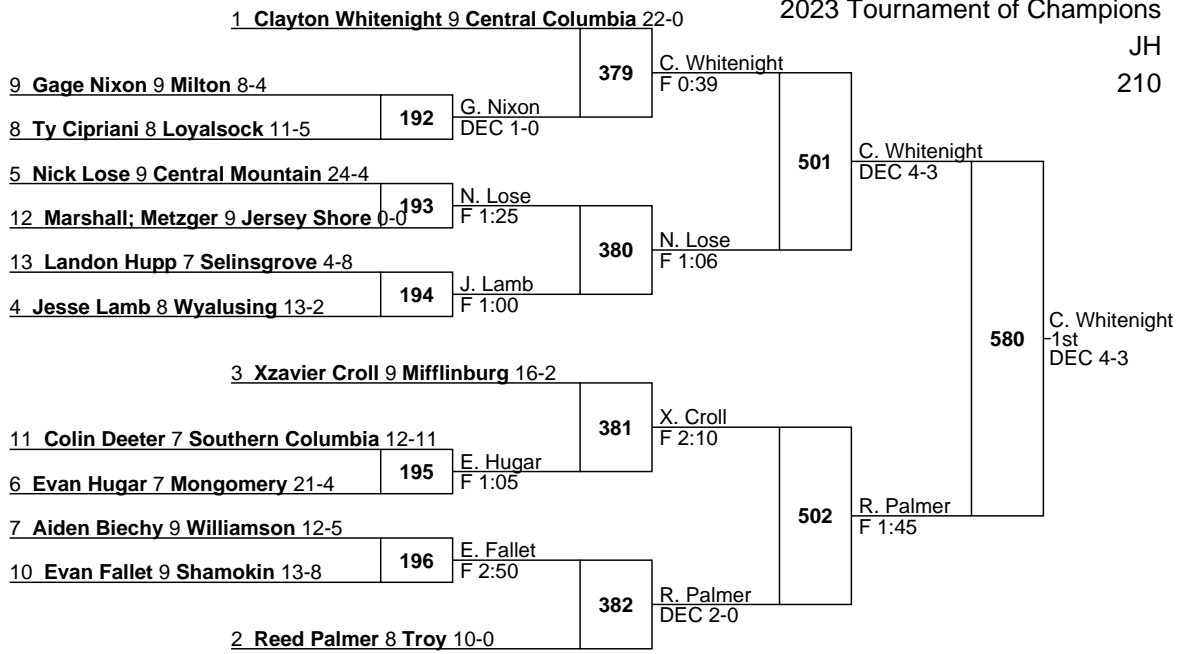 2023 Tournament of Champions
JH
210
1 Clayton Whitenight 9 Central Columbia 22-0
379
C. Whitenight
F 0:39
9 Gage Nixon 9 Milton 8-4
192
G. Nixon
DEC 1-0
8 Ty Cipriani 8 Loyalsock 11-5
501
C. Whitenight
DEC 4-3
5 Nick Lose 9 Central Mountain 24-4
193
N. Lose
F 1:25
12 Marshall; Metzger 9 Jersey Shore 0-0
380
N. Lose
F 1:06
13 Landon Hupp 7 Selinsgrove 4-8
194
J. Lamb
F 1:00
4 Jesse Lamb 8 Wyalusing 13-2
580
C. Whitenight
1st
DEC 4-3
3 Xzavier Croll 9 Mifflinburg 16-2
381
X. Croll
F 2:10
11 Colin Deeter 7 Southern Columbia 12-11
195
E. Hugar
F 1:05
6 Evan Hugar 7 Mongomery 21-4
502
R. Palmer
F 1:45
7 Aiden Biechy 9 Williamson 12-5
196
E. Fallet
F 2:50
10 Evan Fallet 9 Shamokin 13-8
382
R. Palmer
DEC 2-0
2 Reed Palmer 8 Troy 10-0